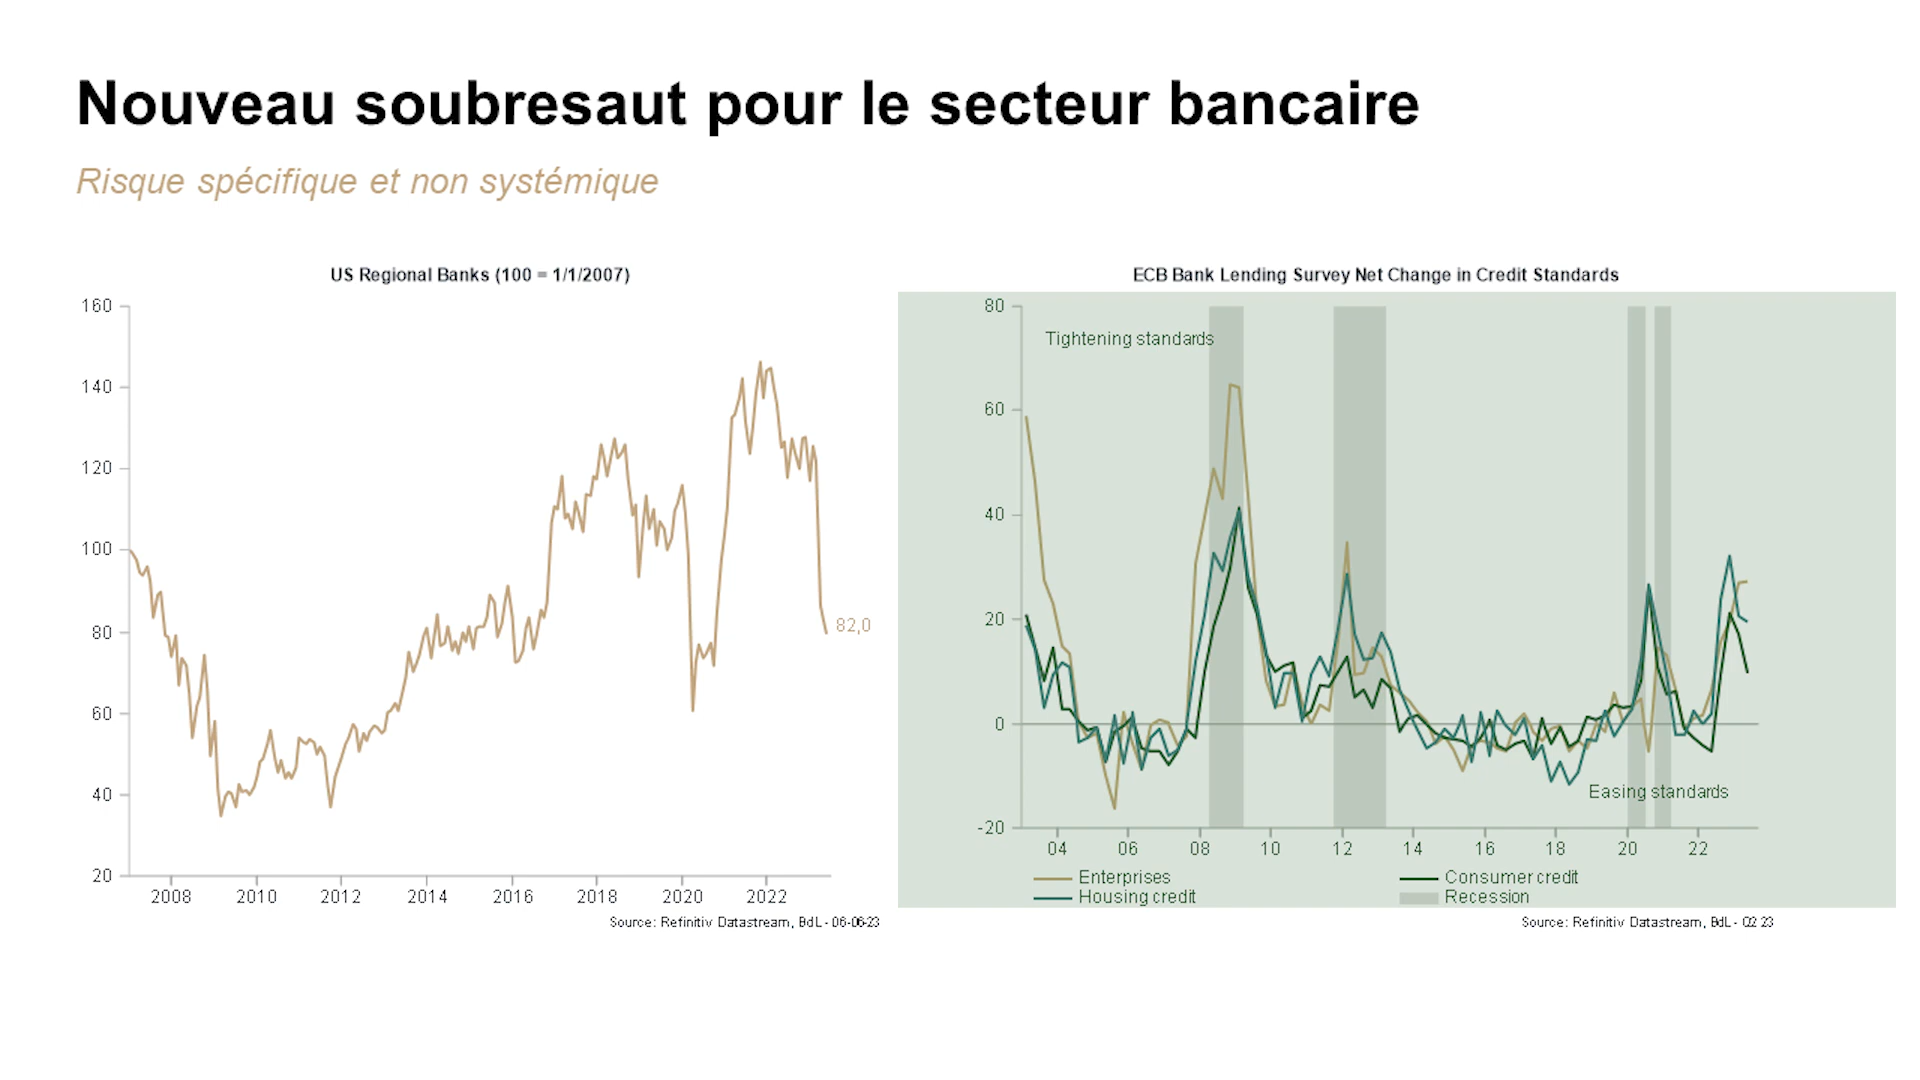 Nouveau soubresaut pour le secteur bancaire
Risque spécifique et non systémique
US Regional Banks (100 = 1/1/2007)
160
140
120
100
80
60
40
20
82,0
2008 2010 2012 2014 2016 2018 2020 2022
Source: Refinitiv Datastream, BdL - 06-06-23
ECB Bank Lending Survey Net Change in Credit Standards
80
Tightening standards
60
40
20
0
Easing standards
-20
04 06 08 10 12 14 16 18 20 22
Enterprises
Consumer credit
Housing credit
Recession
Source: Refinitiv Datastream, BdL - Q2 23